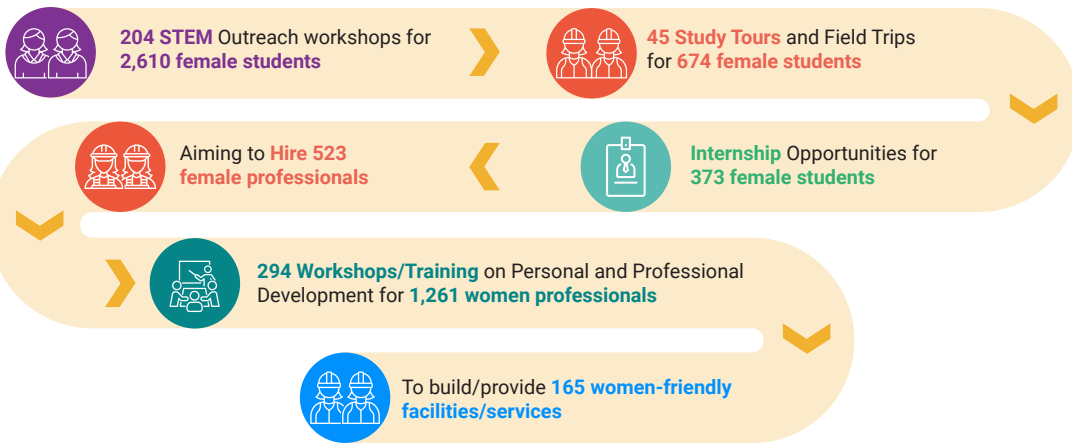 204 STEM Outreach workshops for
2,610 female students
45 Study Tours and Field Trips
for 674 female students
Internship Opportunities for
373 female students
Aiming to Hire 523
female professionals
294 Workshops/Training on Personal and Professional
Development for 1,261 women professionals
To build/provide 165 women-friendly
facilities/services